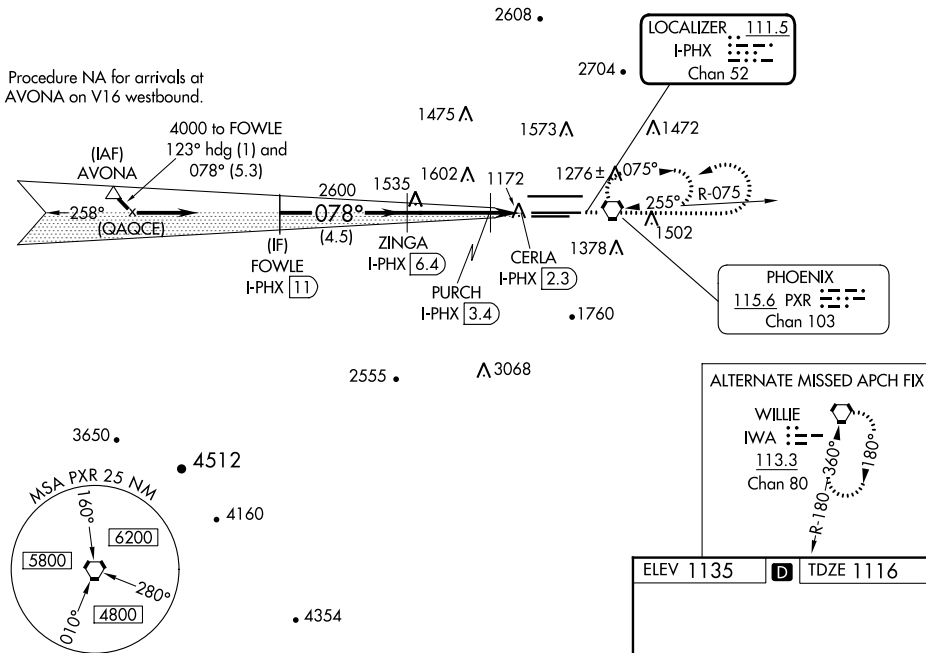 2608
LOCALIZER 111.5
I-PHX
Chan 52
2704
Procedure NA for arrivals at
AVONA on V16 westbound.
1475
1573
1472
4000 to FOWLE
123° hdg (1) and
078° (5.3)
(IAF)
AVONA
1602
1172
1276 ±
075°
2600
1535
078°
(4.5)
258°
(QAQCE)
255°
R-075
1502
(IF)
FOWLE
I-PHX 11
ZINGA
I-PHX 6.4
CERLA
I-PHX 2.3
1378
PURCH
I-PHX 3.4
PHOENIX
115.6 PXR
Chan 103
1760
3068
2555
ALTERNATE MISSED APCH FIX
WILLIE
IWA
113.3
Chan 80
360°
180°
R-180
3650
4512
MSA PXR 25 NM
160°
6200
5800
4160
280°
010°
4800
4354
ELEV 1135 D TDZE 1116